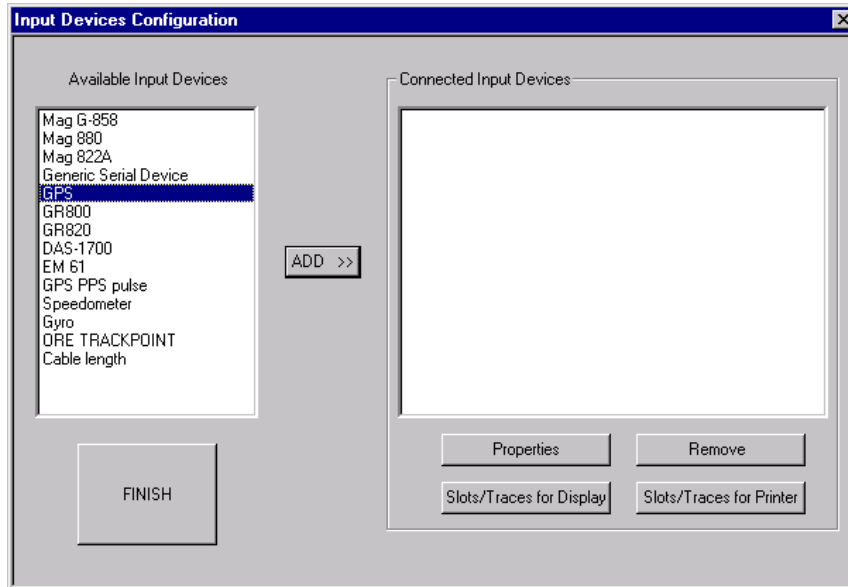 Input Devices Configuration
Available Input Devices
Mag G-858
Mag 880
Mag 822A
Generic Serial Device
GPS
GR800
GR820
DAS-1700
EM 61
GPS PPS pulse
Speedometer
Gyro
ORE TRACKPOINT
Cable length
ADD >>
FINISH
Connected Input Devices
Properties
Remove
Slots/Traces for Display
Slots/Traces for Printer